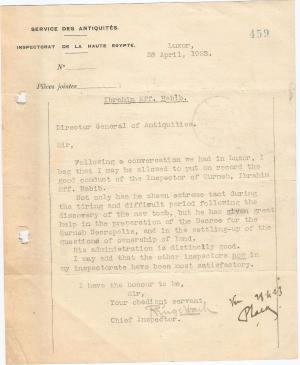 459
SERVICE DES ANTIQUITÉS.
INSPECTORAT DE LA HAUTE EGYPTE.
Luxor,
28 April, 1923.
N°
Pièces jointes
Ibrahim Eff. Habib.
Director General of Antiquities.
Sir,
Following a conversation we had in Luxor, I
beg that I may be allowed to put on record the
good conduct of the Inspector of Gurnah, Ibrahim
Eff. Habib.
Not only has he shewn extreme tact during
the tiring and difficult period following the
discovery of the new tomb, but he has given great
help in the preparation of the Decree for the
Gurnah Necropolis, and in the settling-up of the
questions of ownership of land.
His administration is distinctly good.
I may add that the other inspectors now in
my inspectorate have been most satisfactory.
I have the honour to be,
Sir,
Your obedient servant,
Chief Inspector.